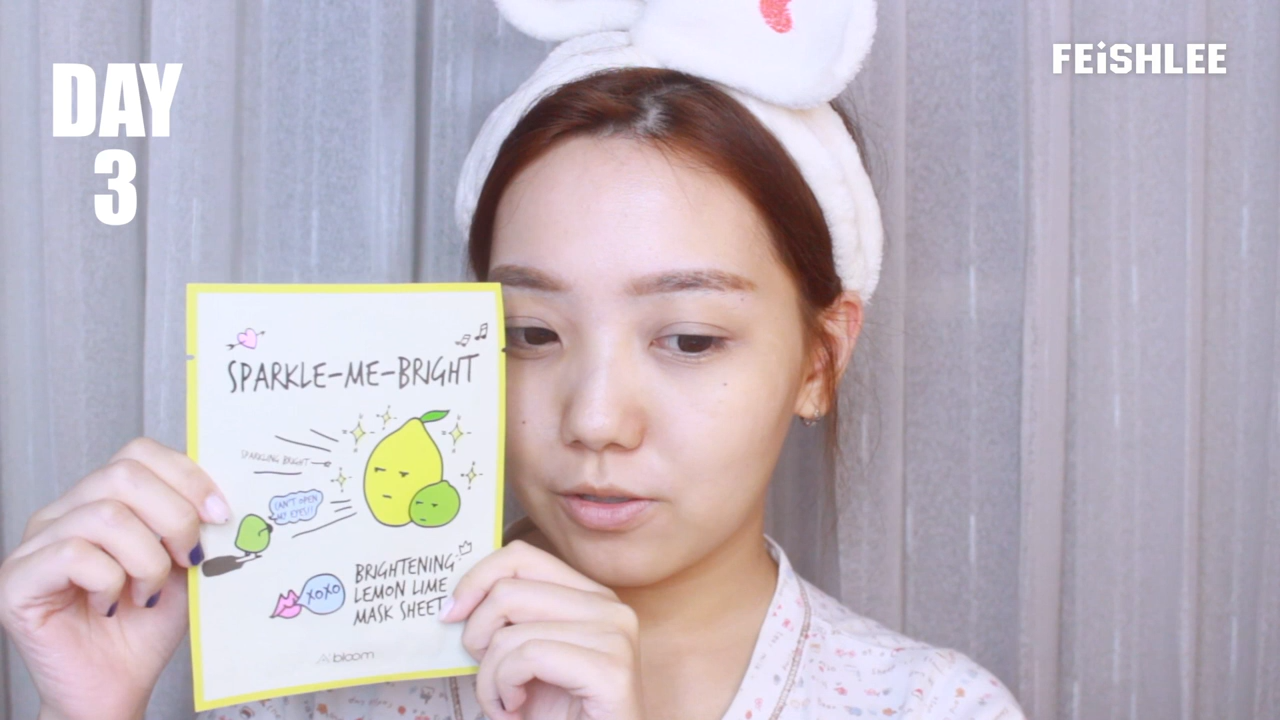 DAY
3
FEiSHLEE
SPARKLE-ME-BRIGHT
SPARKLING BRIGHT
CAN'T OPEN
MY EYES!!
XOXO
BRIGHTENING
LEMON LIME
MASK SHEET
A.bloom